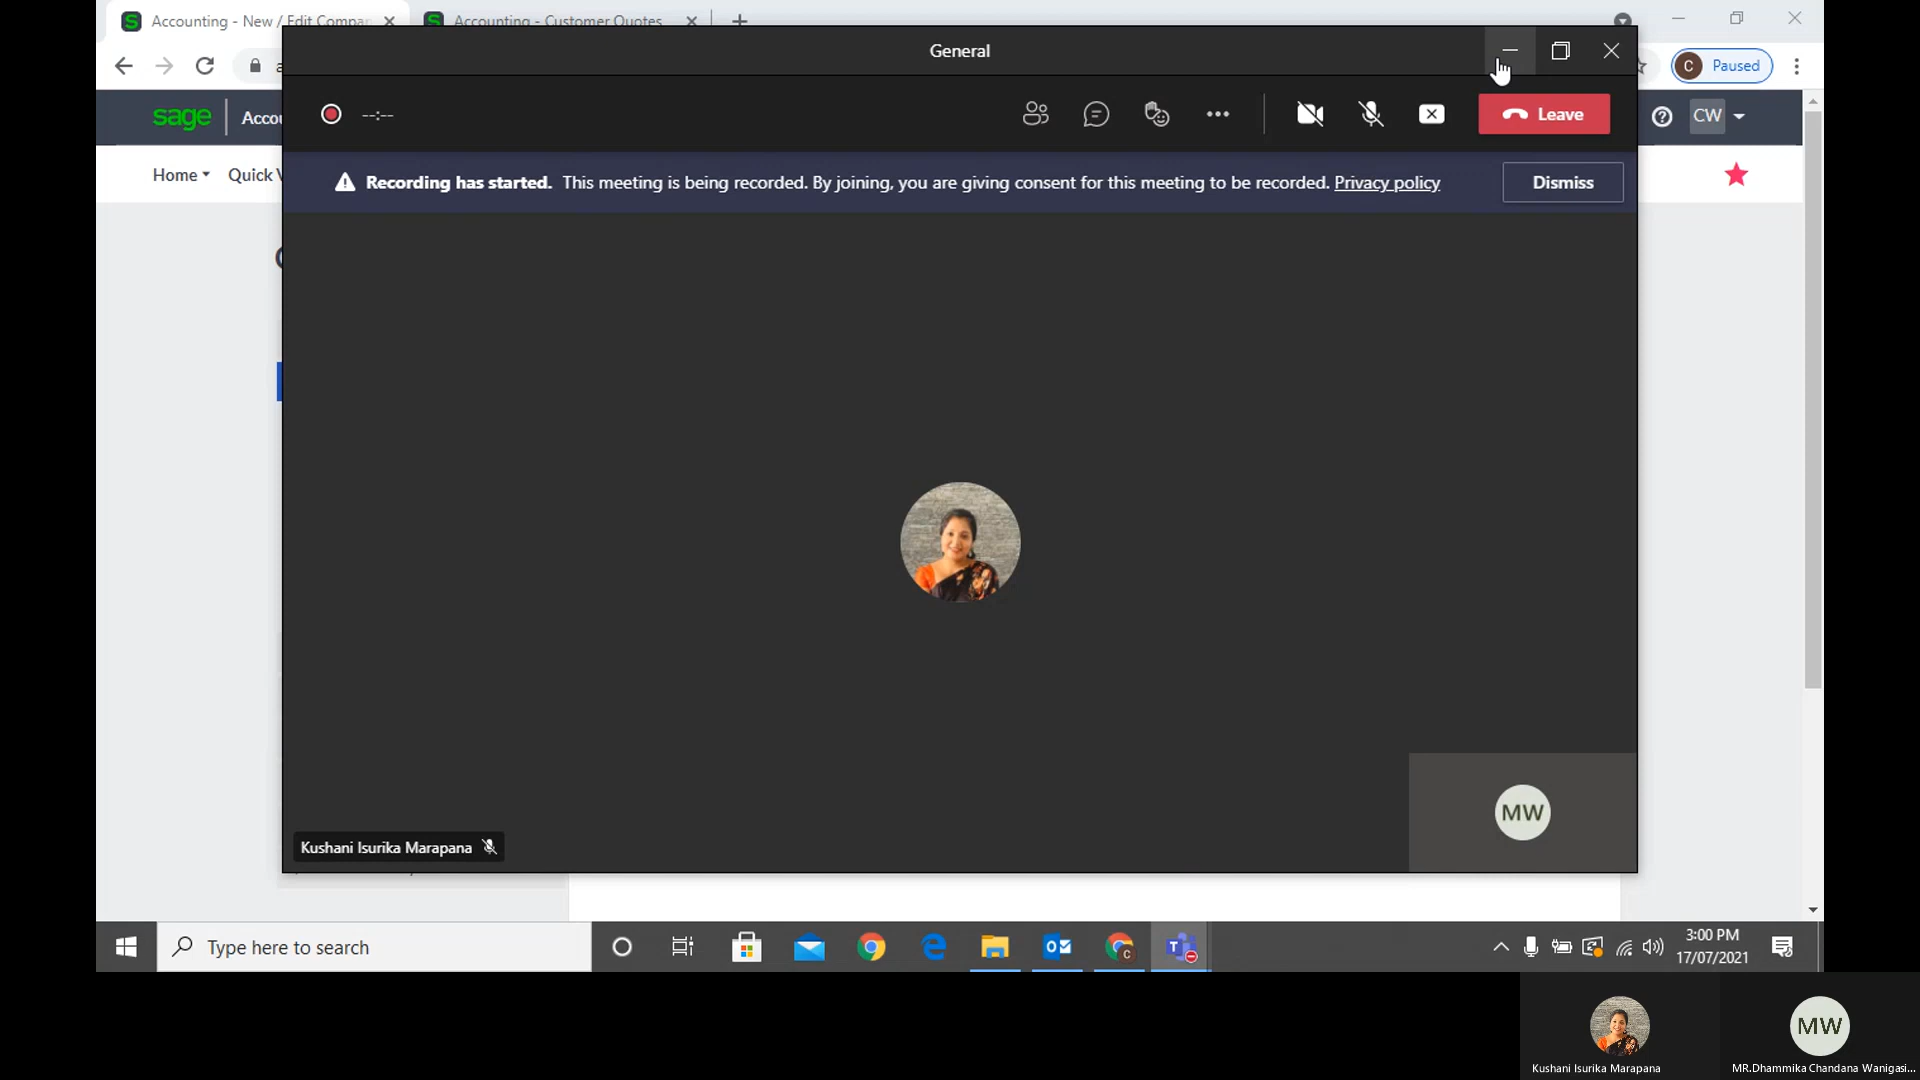 Accounting - New / Edit Compa
Accounting - Customer Quotes
General
Paused
C
sage
Accou
--:--
Leave
CW
Home
Quick V
Recording has started. This meeting is being recorded. By joining, you are giving consent for this meeting to be recorded. Privacy policy
Dismiss
MW
Kushani Isurika Marapana
Type here to search
3:00 PM
17/07/2021
MW
Kushani Isurika Marapana
MR.Dhammika Chandana Wanigasi...